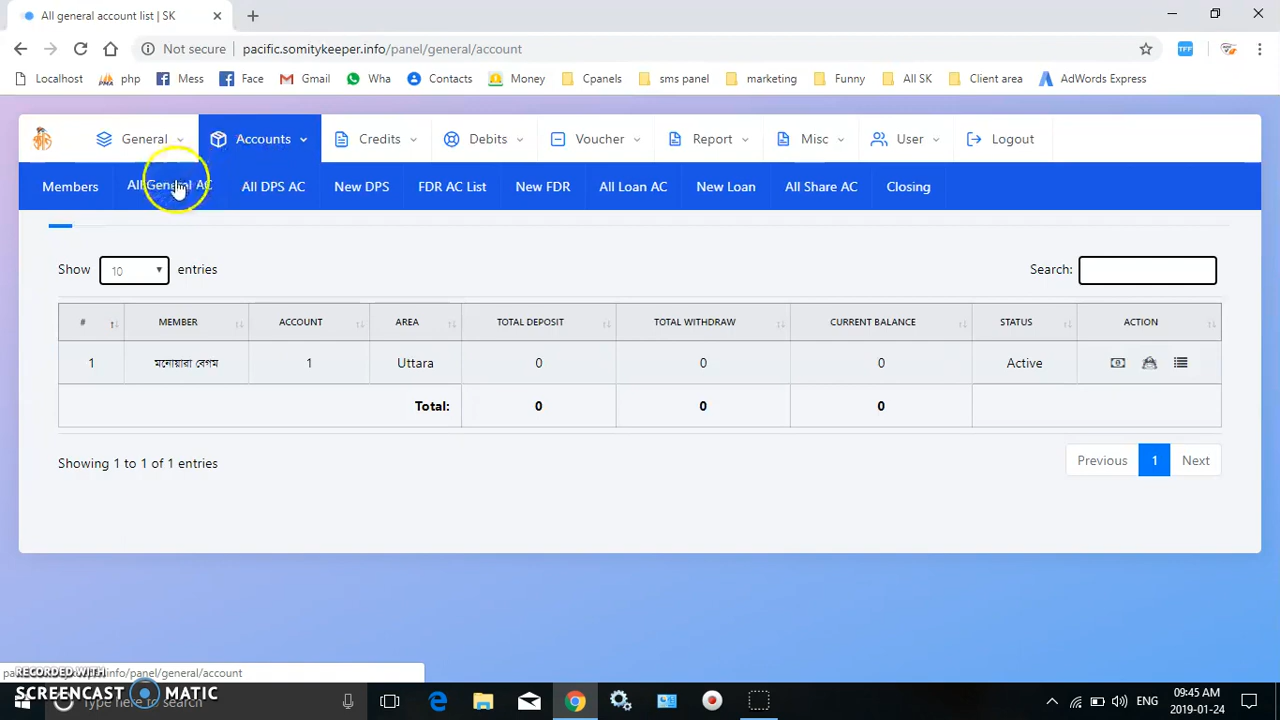 All general account list | SK
Not secure pacific.somitykeeper.info/panel/general/account
Localhost php Mess Face Gmail Wha Contacts Money Cpanels sms panel marketing Funny All SK Client area AdWords Express
General Accounts Credits Debits Voucher Report Misc User Logout
Members All General AC All DPS AC New DPS FDR AC List New FDR All Loan AC New Loan All Share AC Closing
Show 10 entries Search:
# MEMBER ACCOUNT AREA TOTAL DEPOSIT TOTAL WITHDRAW CURRENT BALANCE STATUS ACTION
1 মনোয়ারা বেগম 1 Uttara 0 0 0 Active
Total: 0 0 0
Showing 1 to 1 of 1 entries Previous 1 Next
info/panel/general/account
RECORDED WITH
SCREENCAST MATIC
Type here to search
ENG
09:45 AM
2019-01-24